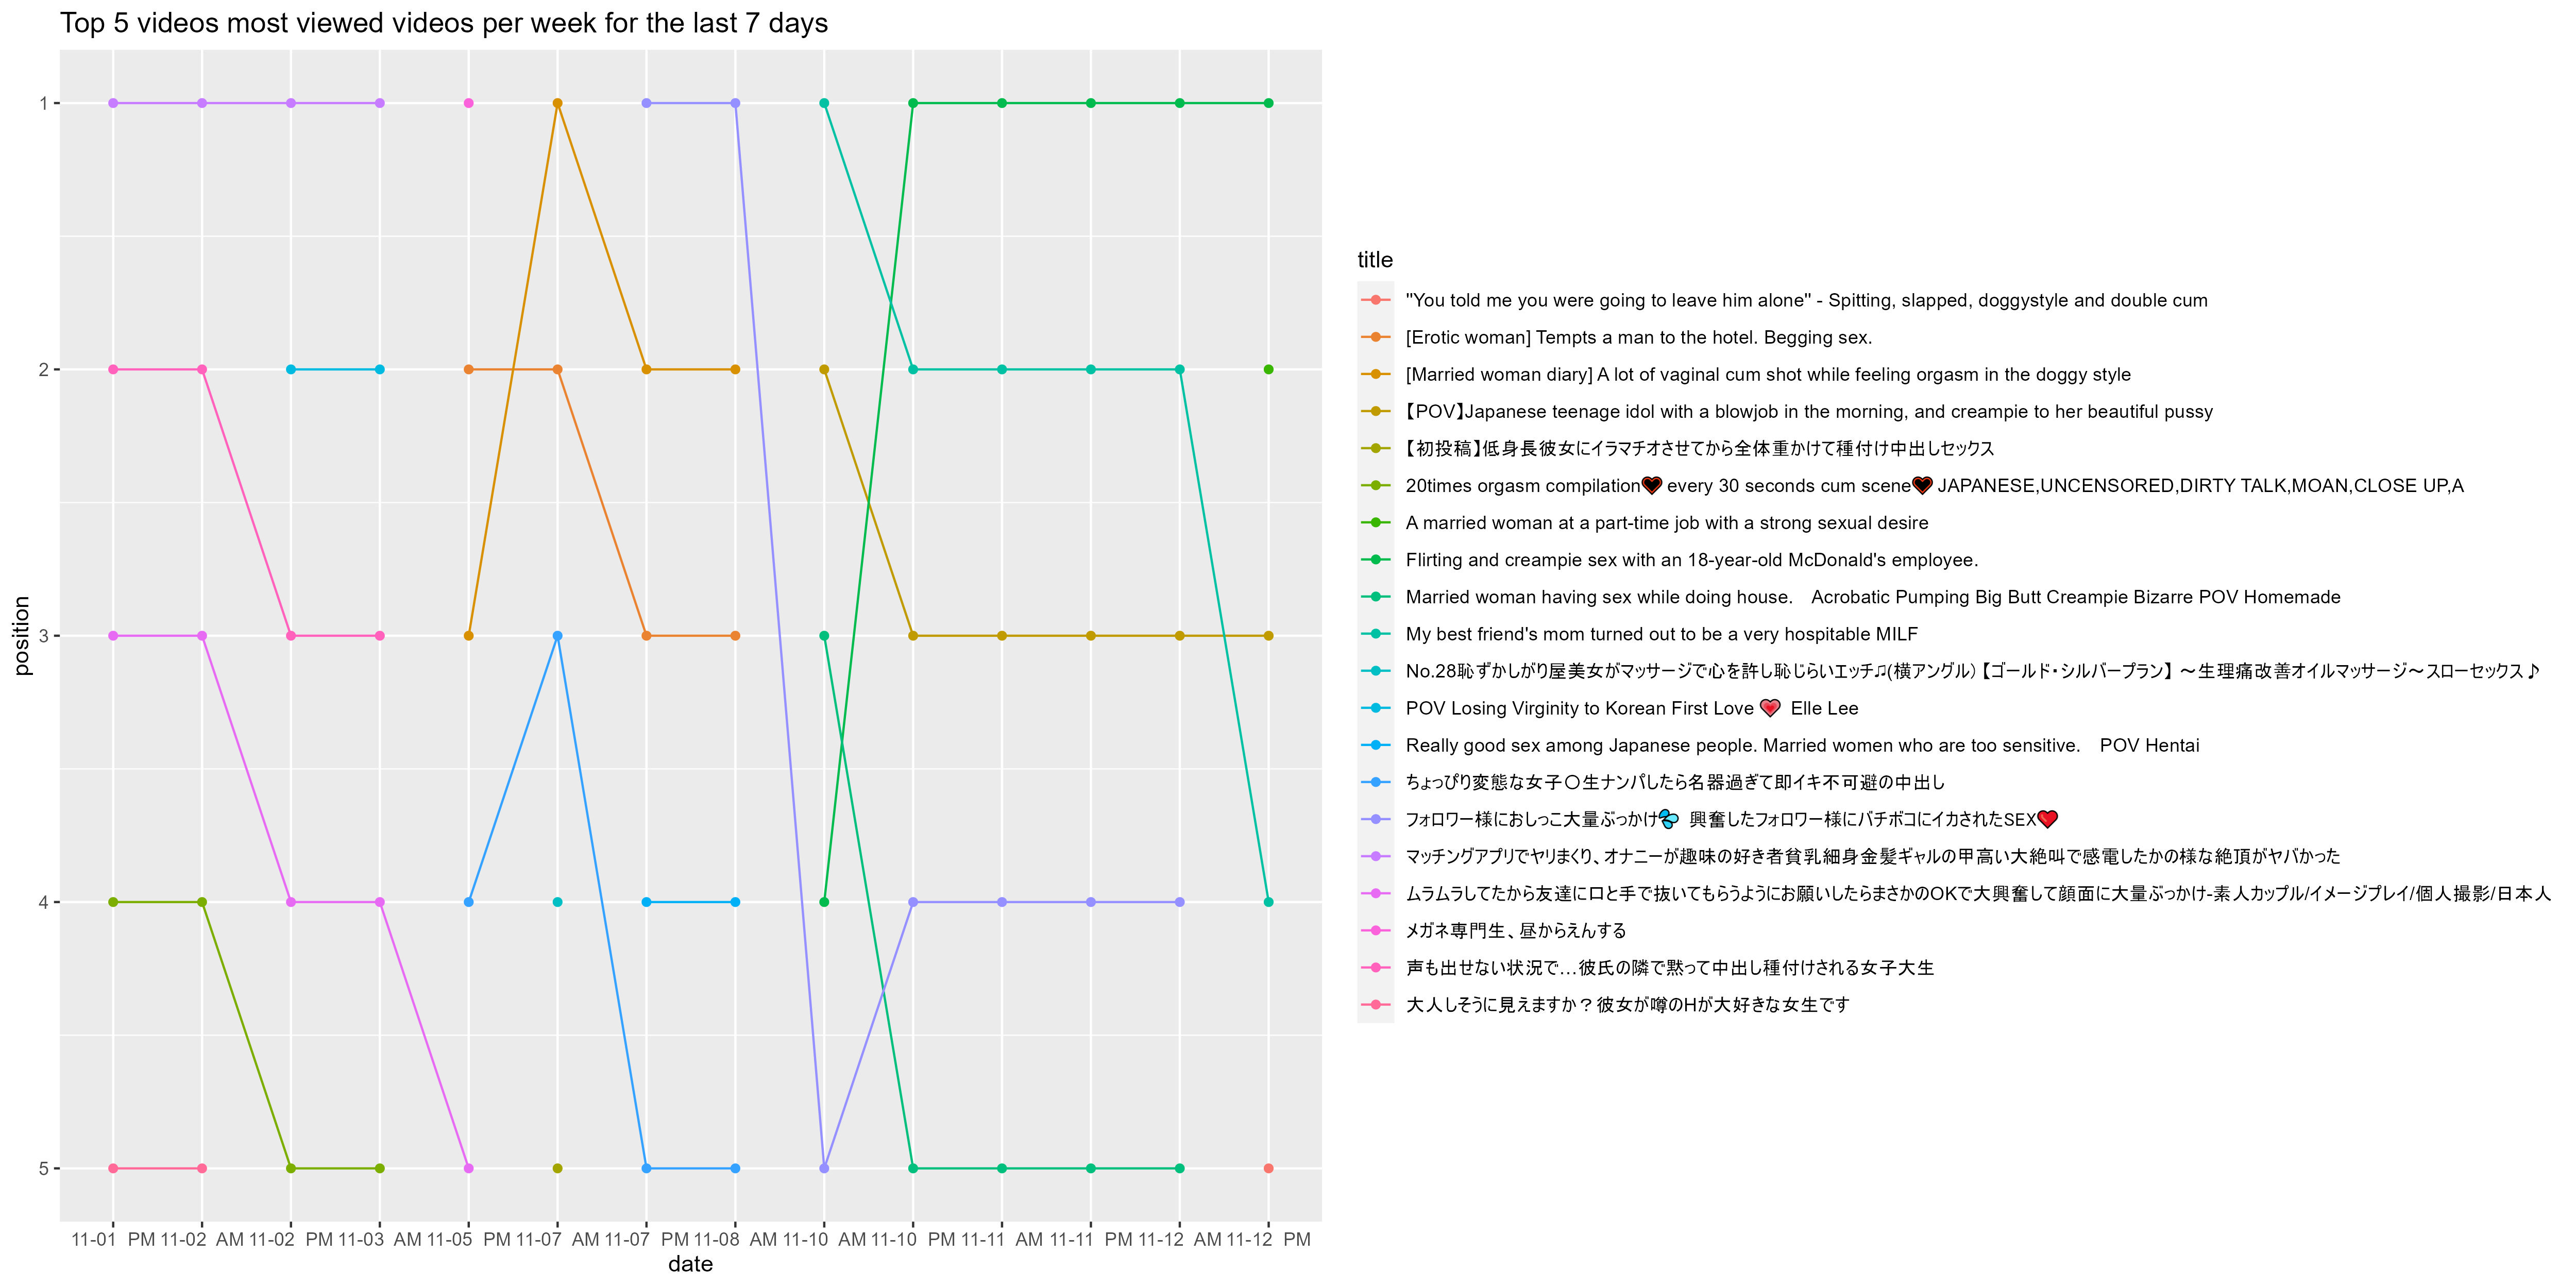 Top 5 videos most viewed videos per week for the last 7 days
position
1
2
3
4
5
11-01 PM
11-02 AM
11-02 PM
11-03 AM
11-05 PM
11-07 AM
11-07 PM
11-08 AM
11-10 AM
11-10 PM
11-11 AM
11-11 PM
11-12 AM
11-12 PM
date
title
"You told me you were going to leave him alone" - Spitting, slapped, doggystyle and double cum
[Erotic woman] Tempts a man to the hotel. Begging sex.
[Married woman diary] A lot of vaginal cum shot while feeling orgasm in the doggy style
【POV】Japanese teenage idol with a blowjob in the morning, and creampie to her beautiful pussy
【初投稿】低身長彼女にイラマチオさせてから全体重かけて種付け中出しセックス
20times orgasm compilation🖤 every 30 seconds cum scene🖤 JAPANESE,UNCENSORED,DIRTY TALK,MOAN,CLOSE UP,A
A married woman at a part-time job with a strong sexual desire
Flirting and creampie sex with an 18-year-old McDonald's employee.
Married woman having sex while doing house.　Acrobatic Pumping Big Butt Creampie Bizarre POV Homemade
My best friend's mom turned out to be a very hospitable MILF
No.28恥ずかしがり屋美女がマッサージで心を許し恥じらいエッチ♫(横アングル)【ゴールド・シルバープラン】～生理痛改善オイルマッサージ～スローセックス♪
POV Losing Virginity to Korean First Love 💗 Elle Lee
Really good sex among Japanese people. Married women who are too sensitive.　POV Hentai
ちょっぴり変態な女子〇生ナンパしたら名器過ぎて即イキ不可避の中出し
フォロワー様におしっこ大量ぶっかけ💦 興奮したフォロワー様にバチボコにイカされたSEX❤️
マッチングアプリでヤリまくり、オナニーが趣味の好き者貧乳細身金髪ギャルの甲高い大絶叫で感電したかの様な絶頂がヤバかった
ムラムラしてたから友達に口と手で抜いてもらうようにお願いしたらまさかのOKで大興奮して顔面に大量ぶっかけ-素人カップル/イメージプレイ/個人撮影/日本人
メガネ専門生、昼からえんする
声も出せない状況で…彼氏の隣で黙って中出し種付けされる女子大生
大人しそうに見えますか？彼女が噂のHが大好きな女生です